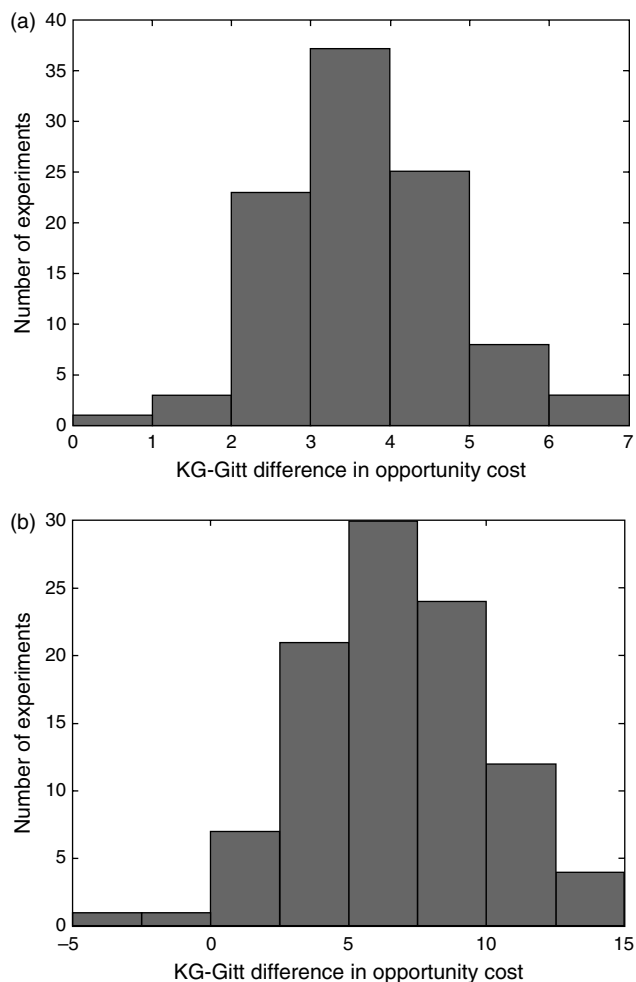 (a)
40
35
30
25
20
15
10
5
0
Number of experiments
0 1 2 3 4 5 6 7
KG-Gitt difference in opportunity cost
(b)
30
25
20
15
10
5
0
Number of experiments
–5 0 5 10 15
KG-Gitt difference in opportunity cost